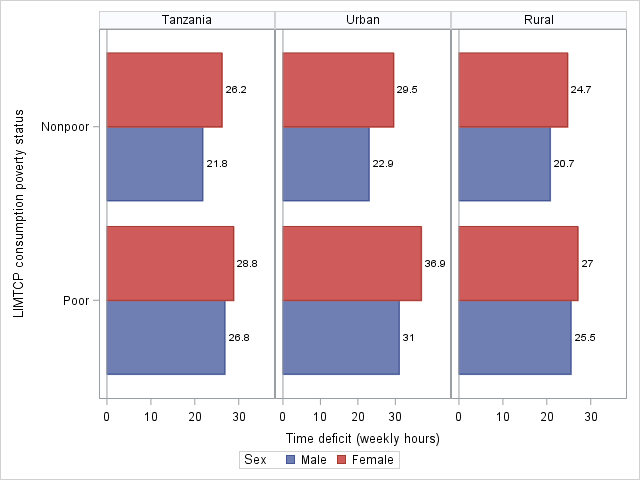 Tanzania Urban Rural
LIMTCP consumption poverty status
Nonpoor
26.2 29.5 24.7
21.8 22.9 20.7
Poor
28.8 36.9 27
26.8 31 25.5
0 10 20 30 0 10 20 30 0 10 20 30
Time deficit (weekly hours)
Sex Male Female